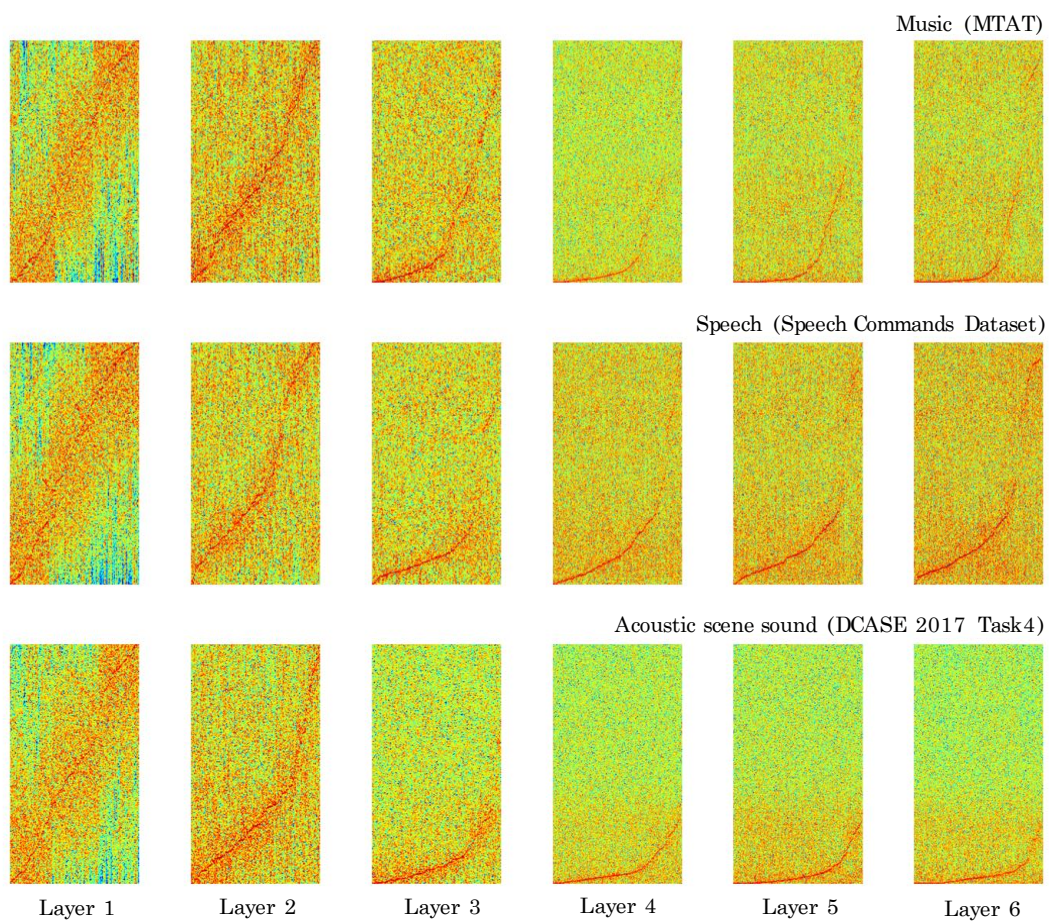 Music (MTAT)
Speech (Speech Commands Dataset)
Acoustic scene sound (DCASE 2017 Task4)
Layer 1 Layer 2 Layer 3 Layer 4 Layer 5 Layer 6